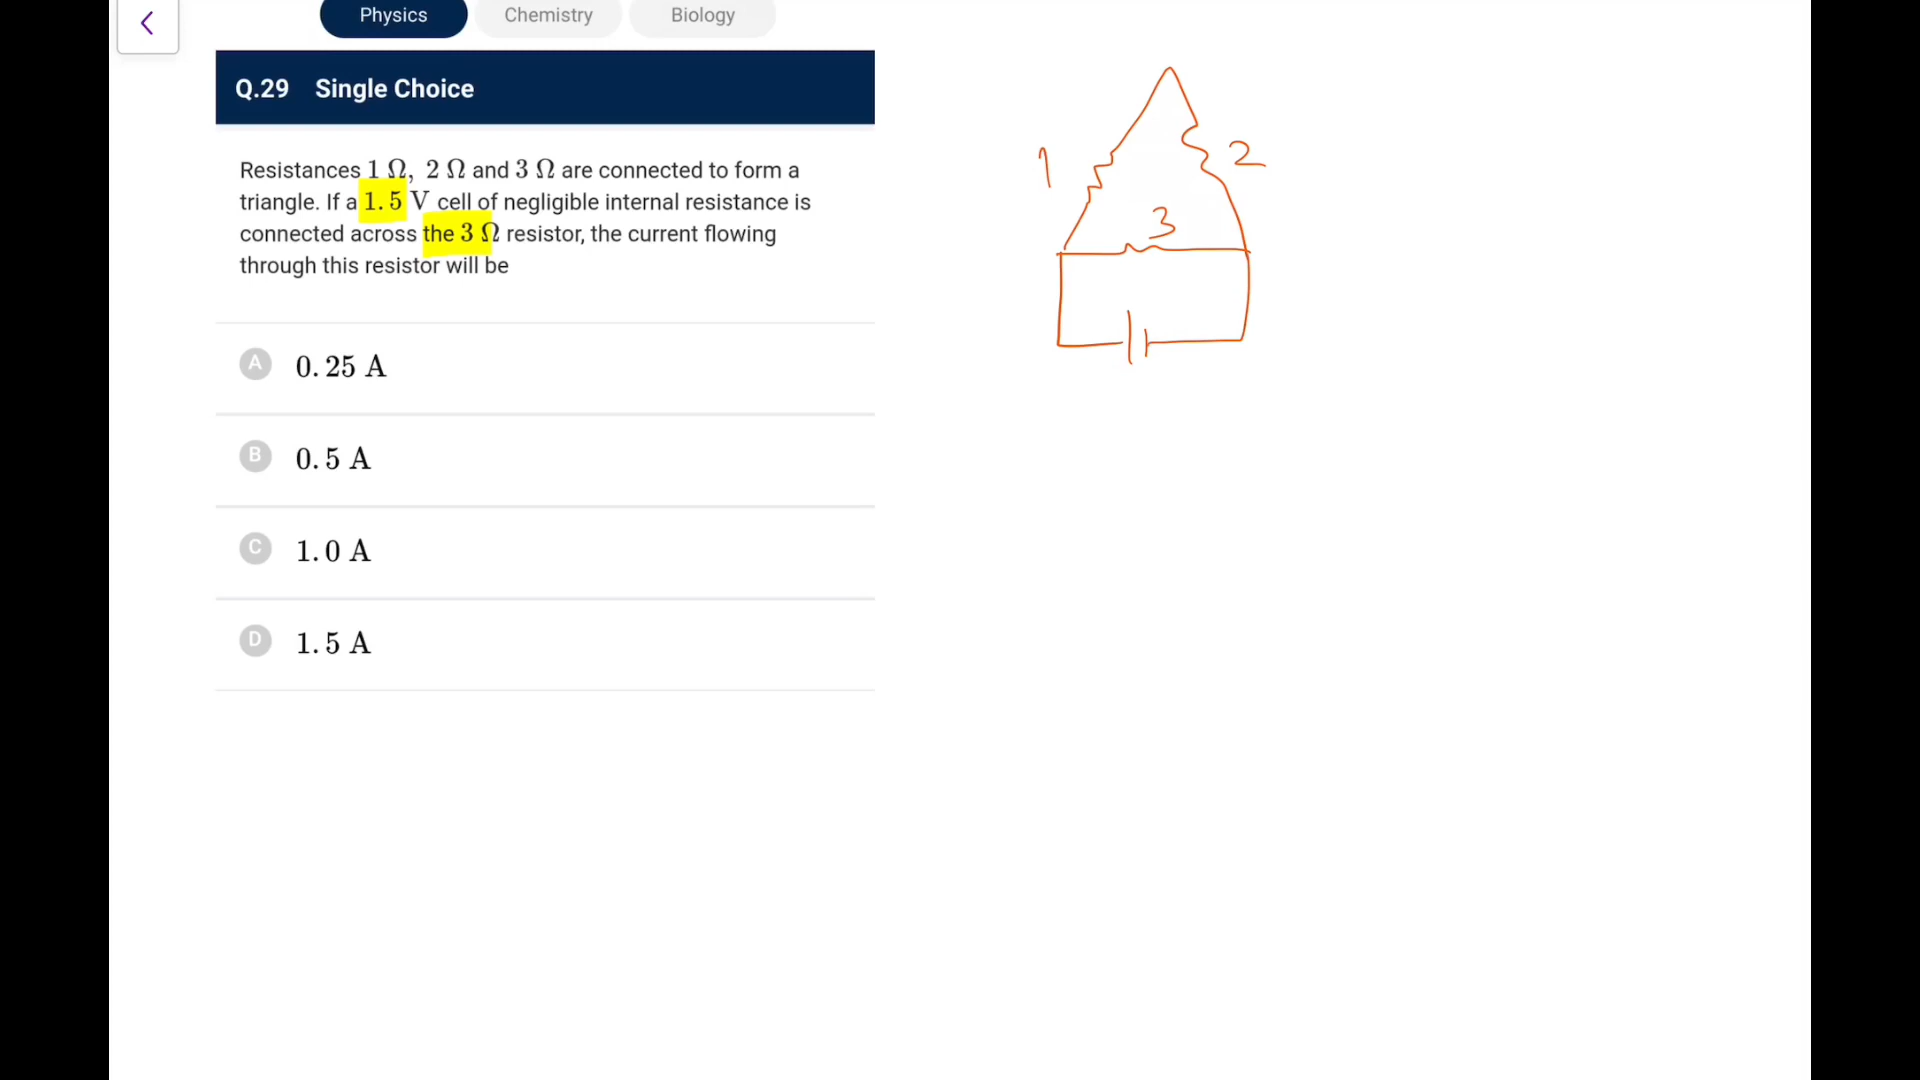 Physics Chemistry Biology
Q.29 Single Choice
Resistances 1 Ω, 2 Ω and 3 Ω are connected to form a
triangle. If a 1.5 V cell of negligible internal resistance is
connected across the 3 Ω resistor, the current flowing
through this resistor will be
A 0.25 A
B 0.5 A
C 1.0 A
D 1.5 A
1 2
3